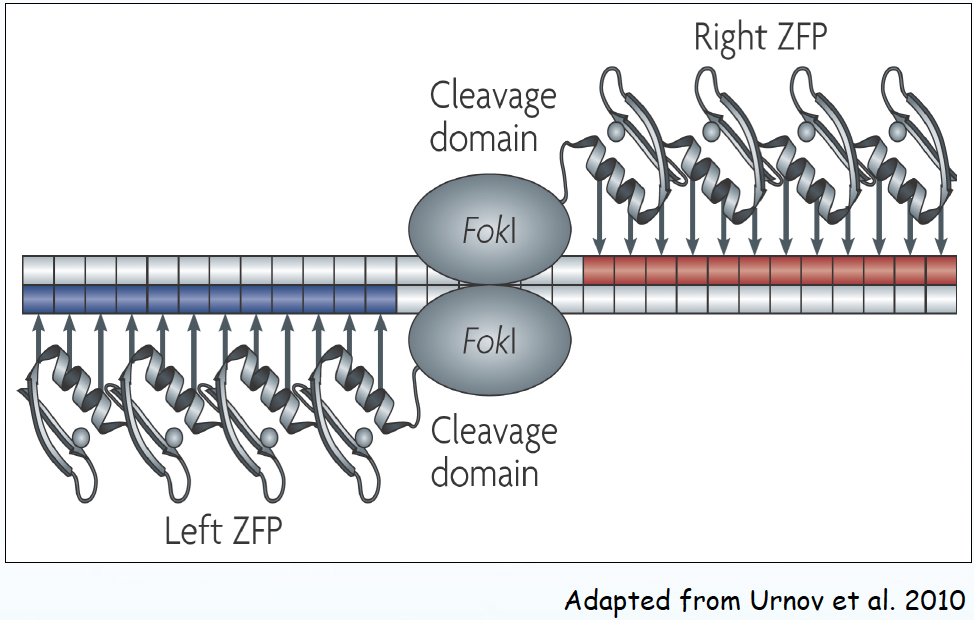 Right ZFP
Cleavage
domain
FokI
FokI
Cleavage
domain
Left ZFP
Adapted from Urnov et al. 2010